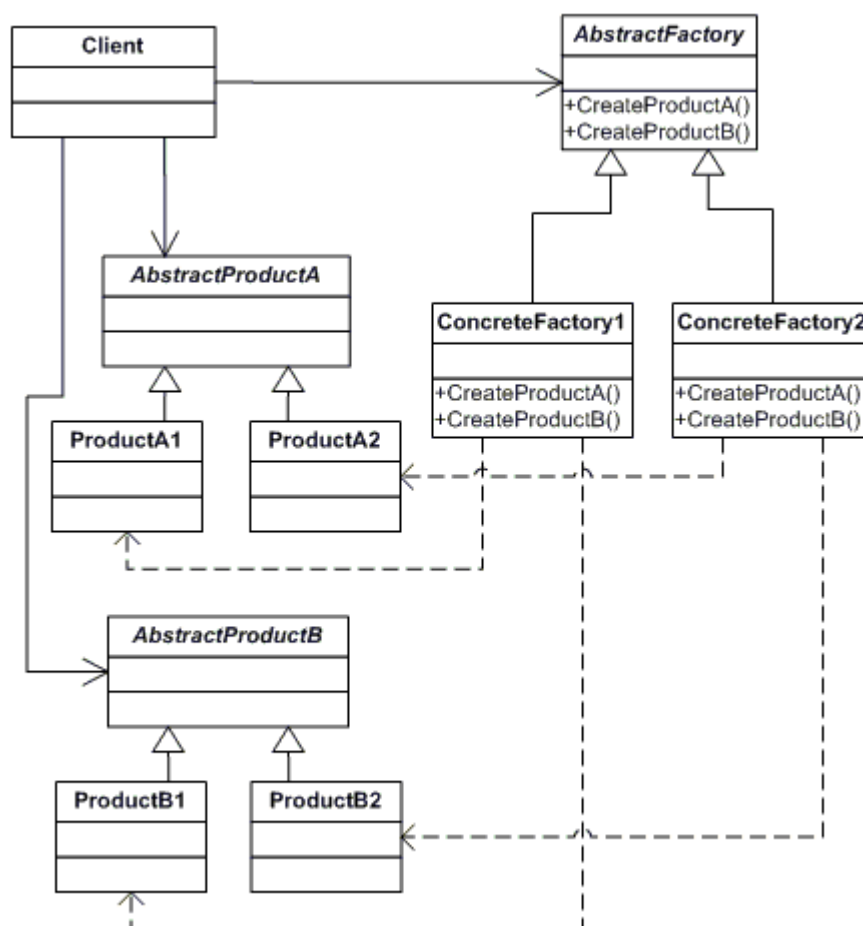 Client
AbstractFactory
+CreateProductA()
+CreateProductB()
AbstractProductA
ConcreteFactory1
+CreateProductA()
+CreateProductB()
ConcreteFactory2
+CreateProductA()
+CreateProductB()
ProductA1
ProductA2
AbstractProductB
ProductB1
ProductB2